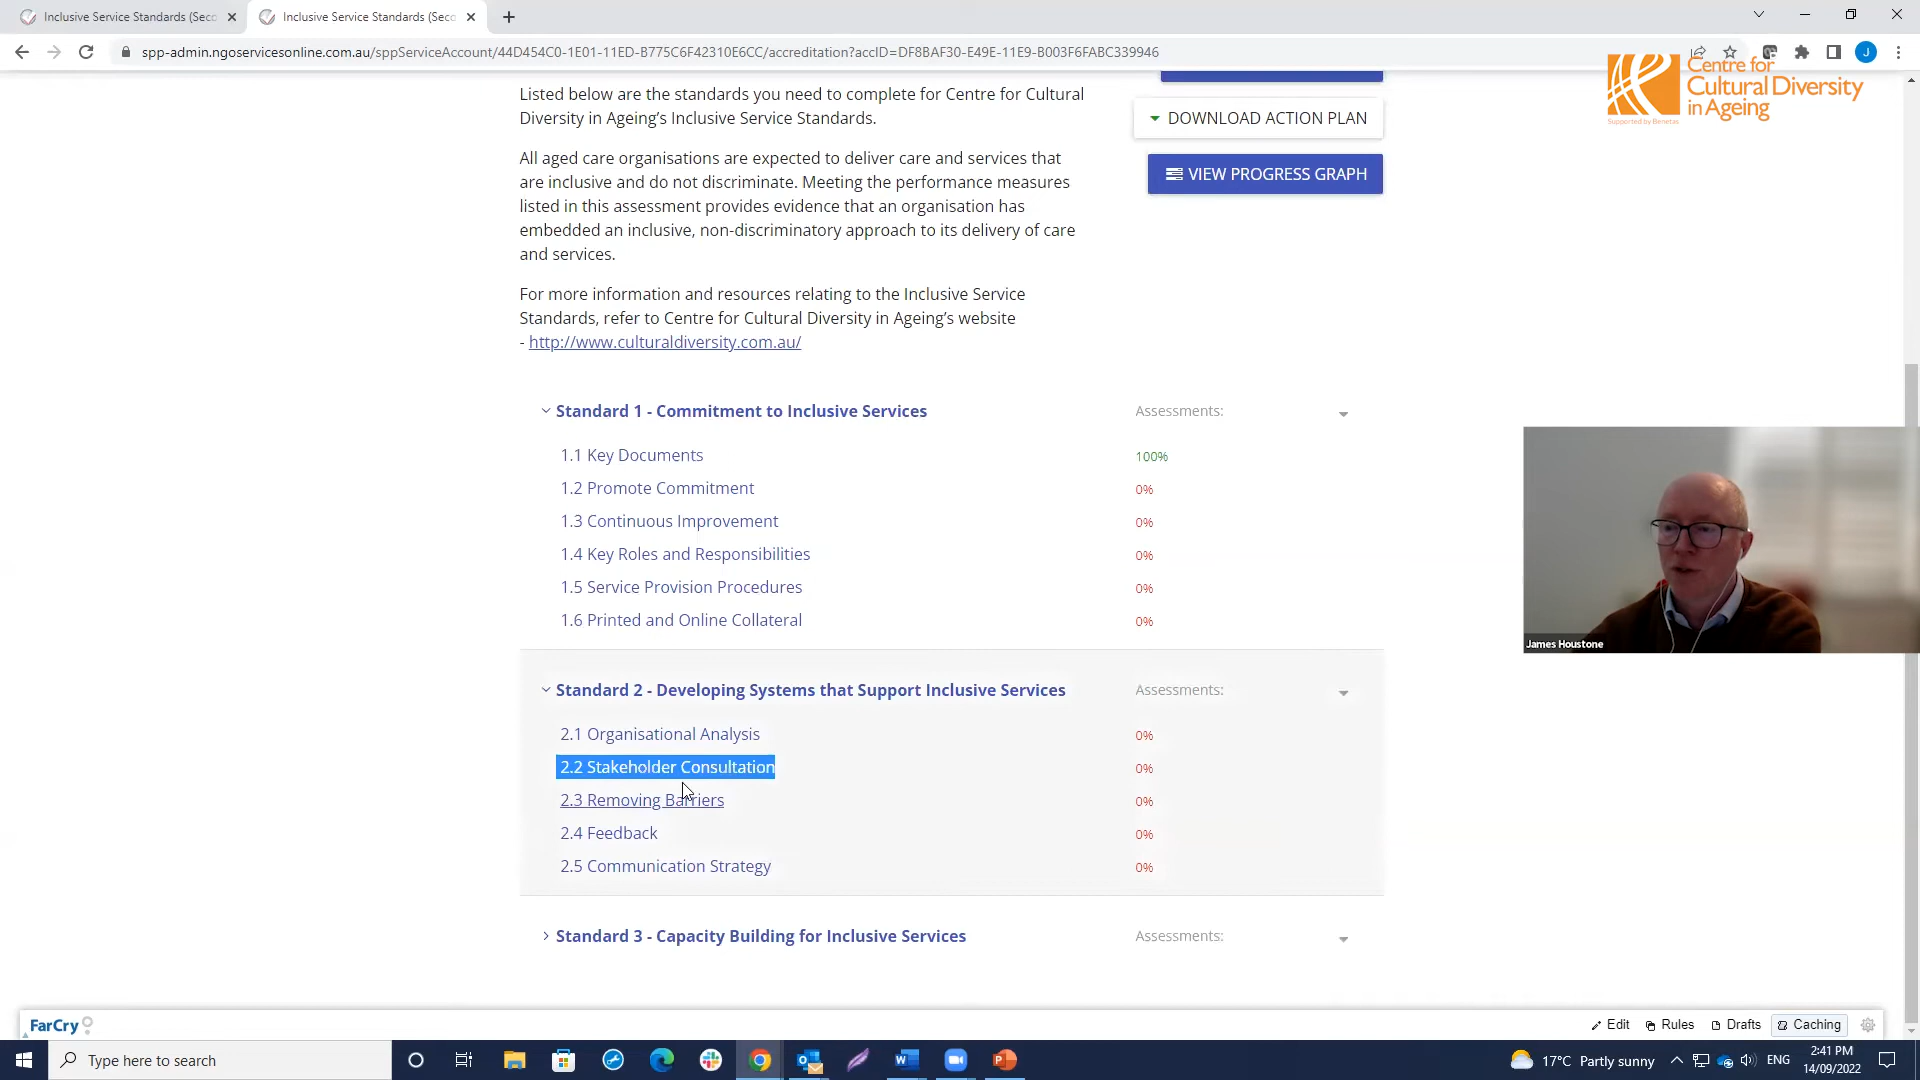 Inclusive Service Standards (Seco
Inclusive Service Standards (Seco
spp-admin.ngoservicesonline.com.au/sppServiceAccount/44D454C0-1E01-11ED-B775C6F42310E6CC/accreditation?accID=DF8BAF30-E49E-11E9-B003F6FABC339946
J
Centre for
Cultural Diversity
in Ageing
Supported by Benetas
Listed below are the standards you need to complete for Centre for Cultural
Diversity in Ageing’s Inclusive Service Standards.
DOWNLOAD ACTION PLAN
All aged care organisations are expected to deliver care and services that
are inclusive and do not discriminate. Meeting the performance measures
listed in this assessment provides evidence that an organisation has
embedded an inclusive, non-discriminatory approach to its delivery of care
and services.
VIEW PROGRESS GRAPH
For more information and resources relating to the Inclusive Service
Standards, refer to Centre for Cultural Diversity in Ageing’s website
- http://www.culturaldiversity.com.au/
Standard 1 - Commitment to Inclusive Services Assessments:
1.1 Key Documents 100%
1.2 Promote Commitment 0%
1.3 Continuous Improvement 0%
1.4 Key Roles and Responsibilities 0%
1.5 Service Provision Procedures 0%
1.6 Printed and Online Collateral 0%
James Houstone
Standard 2 - Developing Systems that Support Inclusive Services Assessments:
2.1 Organisational Analysis 0%
2.2 Stakeholder Consultation 0%
2.3 Removing Barriers 0%
2.4 Feedback 0%
2.5 Communication Strategy 0%
Standard 3 - Capacity Building for Inclusive Services Assessments:
FarCry
Edit Rules Drafts Caching
Type here to search
17°C Partly sunny
ENG
2:41 PM
14/09/2022